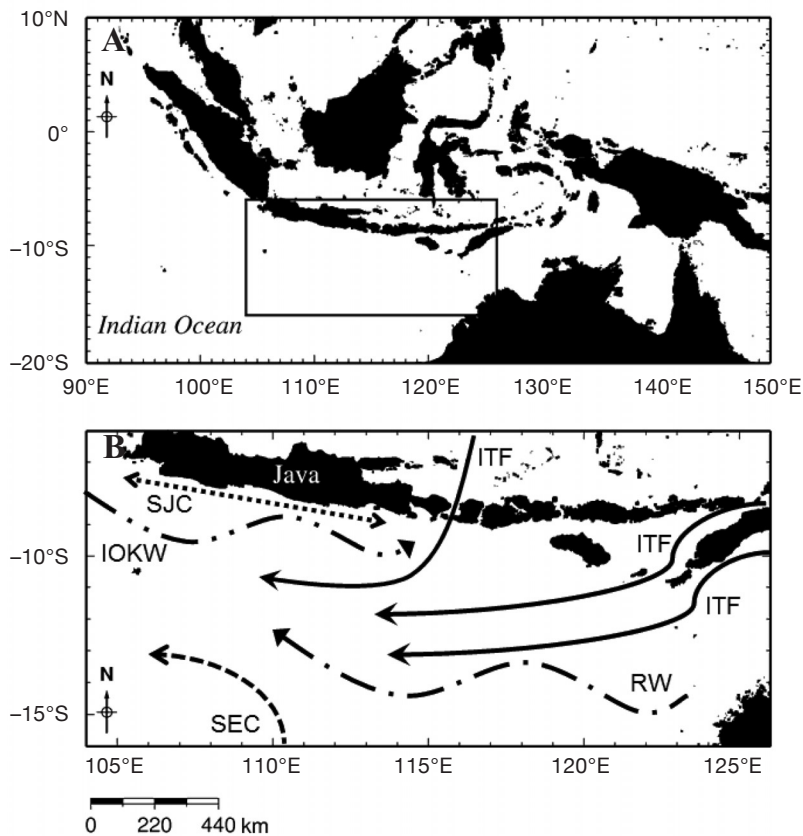 10°N
A
N
0°
–10°S
Indian Ocean
–20°S
90°E 100°E 110°E 120°E 130°E 140°E 150°E
B
Java
ITF
SJC
–10°S
IOKW
ITF
ITF
N
RW
–15°S
SEC
105°E 110°E 115°E 120°E 125°E
0 220 440 km